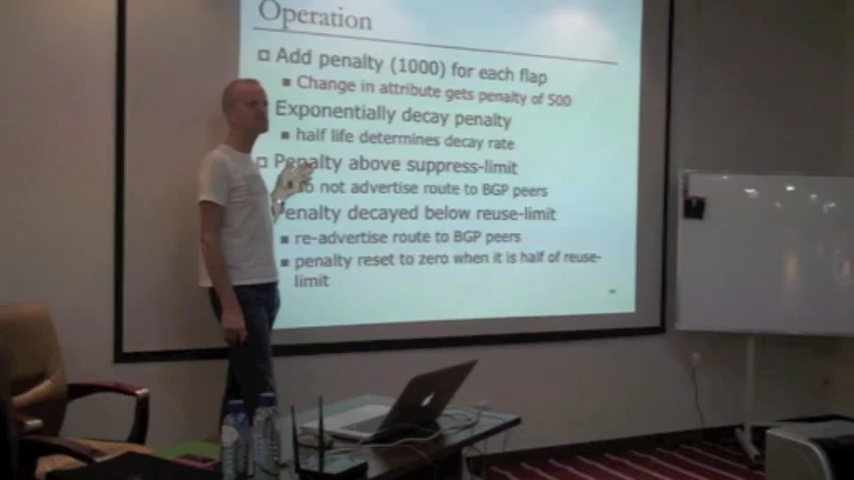 Operation
Add penalty (1000) for each flap
Change in attribute gets penalty of 500
Exponentially decay penalty
half life determines decay rate
Penalty above suppress-limit
not advertise route to BGP peers
enalty decayed below reuse-limit
re-advertise route to BGP peers
penalty reset to zero when it is half of reuse-
limit